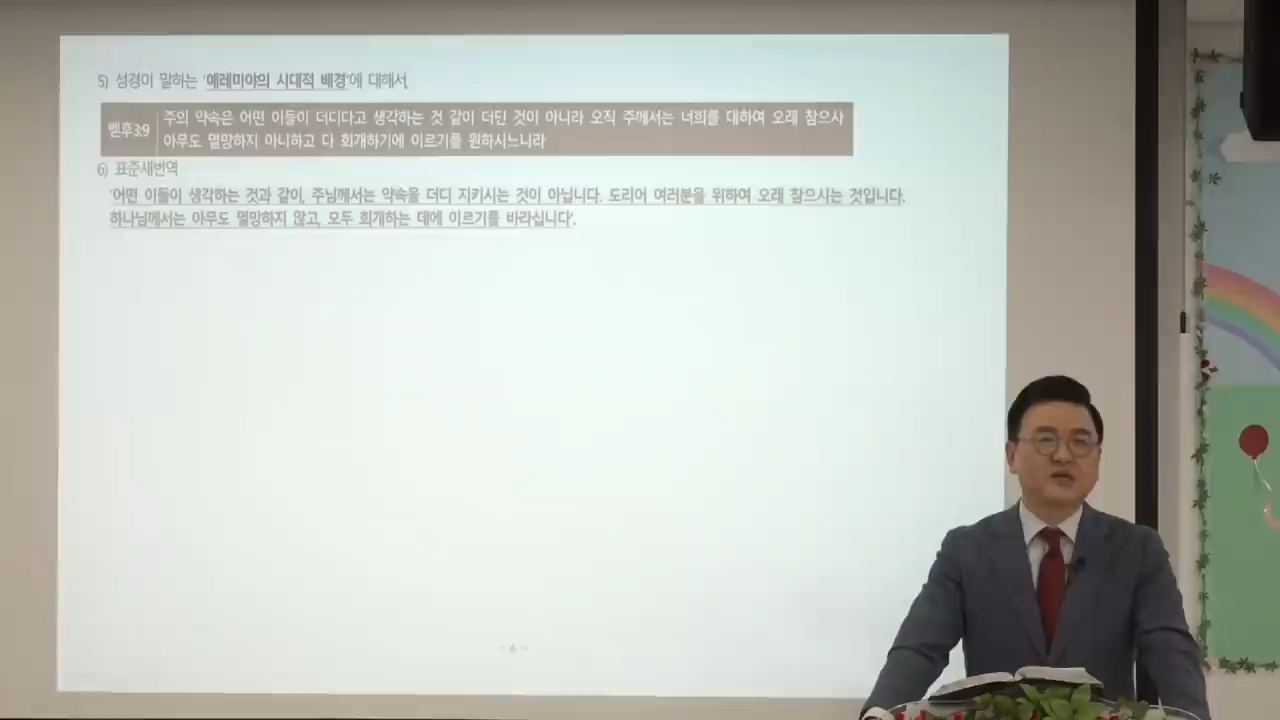 5) 성경이 말하는 '예레미야의 시대적 배경'에 대해서,
벧후3:9
주의 약속은 어떤 이들이 더디다고 생각하는 것 같이 더딘 것이 아니라 오직 주께서는 너희를 대하여 오래 참으사
아무도 멸망하지 아니하고 다 회개하기에 이르기를 원하시느니라
6) 표준새번역
'어떤 이들이 생각하는 것과 같이, 주님께서는 약속을 더디 지키시는 것이 아닙니다. 도리어 여러분을 위하여 오래 참으시는 것입니다.
하나님께서는 아무도 멸망하지 않고, 모두 회개하는 데에 이르기를 바라십니다'.
- 6 -